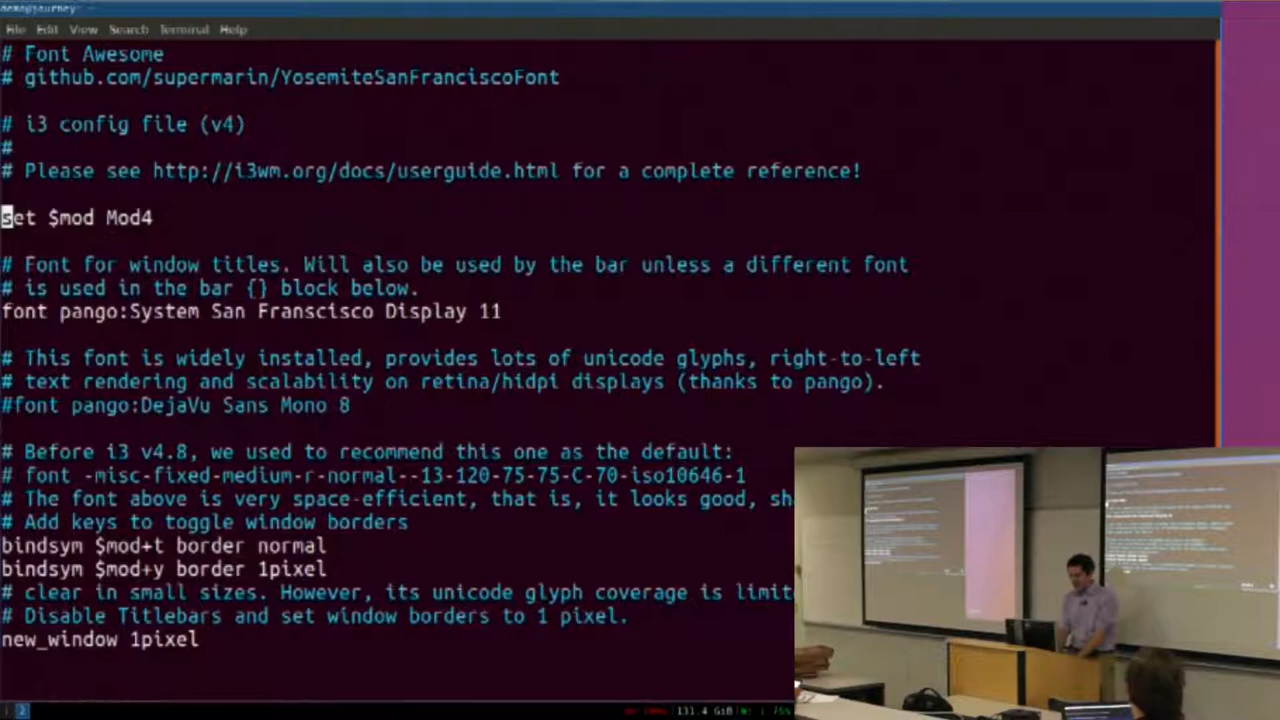 demo@journey: ~
File Edit View Search Terminal Help
# Font Awesome
# github.com/supermarin/YosemiteSanFranciscoFont
# i3 config file (v4)
#
# Please see http://i3wm.org/docs/userguide.html for a complete reference!
set $mod Mod4
# Font for window titles. Will also be used by the bar unless a different font
# is used in the bar {} block below.
font pango:System San Franscisco Display 11
# This font is widely installed, provides lots of unicode glyphs, right-to-left
# text rendering and scalability on retina/hidpi displays (thanks to pango).
#font pango:DejaVu Sans Mono 8
# Before i3 v4.8, we used to recommend this one as the default:
# font -misc-fixed-medium-r-normal--13-120-75-75-C-70-iso10646-1
# The font above is very space-efficient, that is, it looks good, sh
# Add keys to toggle window borders
bindsym $mod+t border normal
bindsym $mod+y border 1pixel
# clear in small sizes. However, its unicode glyph coverage is limit
# Disable Titlebars and set window borders to 1 pixel.
new_window 1pixel
1 2
131.4 GiB W: 75%